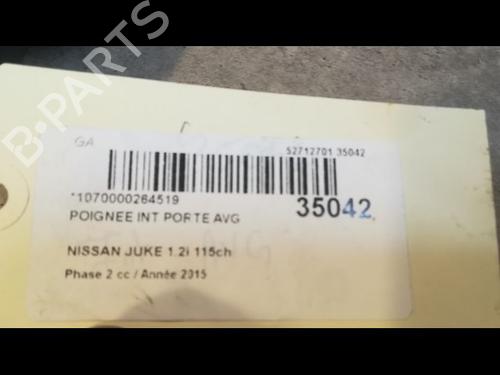 B-PARTS
GA
52712701 35042
*1070000264519
35042
POIGNEE INT PORTE AVG
NISSAN JUKE 1.2i 115ch
Phase 2 cc / Année 2015